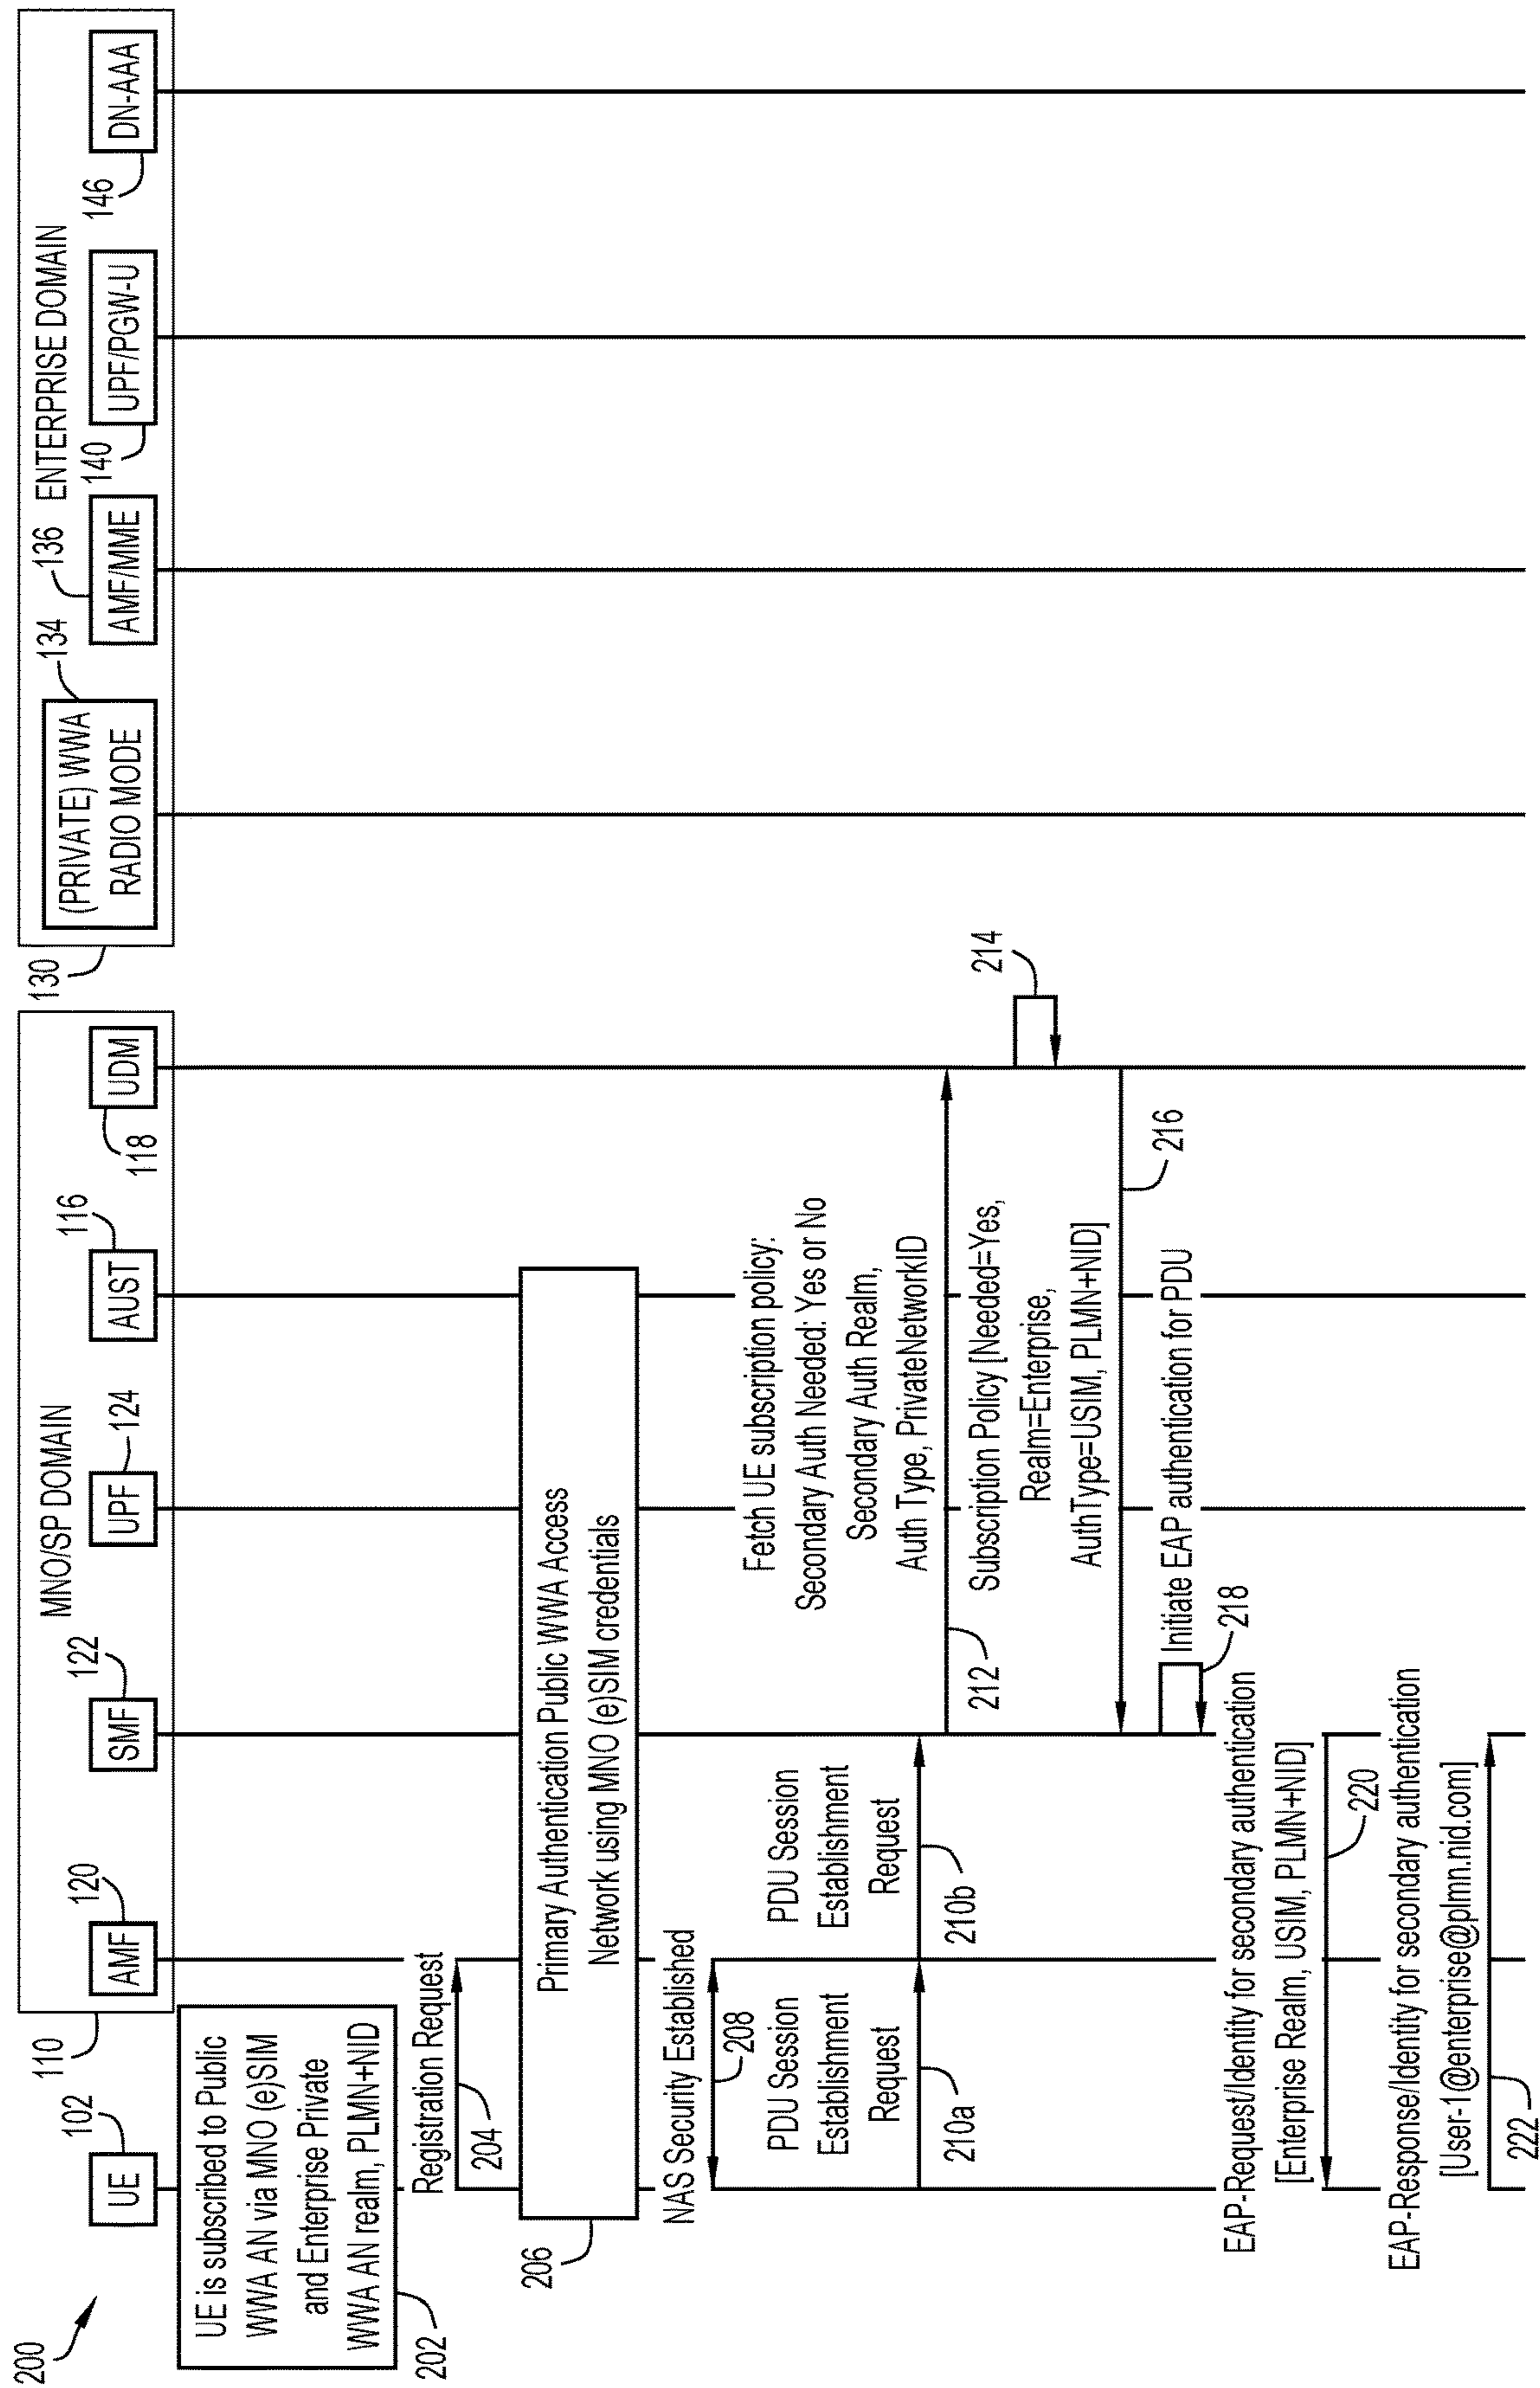 200
UE
102
110
MNO/SP DOMAIN
AMF
120
SMF
122
UPF
124
AUST
116
UDM
118
130
ENTERPRISE DOMAIN
(PRIVATE) WWA
RADIO MODE
134
AMF/MME
136
UPF/PGW-U
140
DN-AAA
146
UE is subscribed to Public
WWA AN via MNO (e)SIM
and Enterprise Private
WWA AN realm, PLMN+NID
202
Registration Request
204
Primary Authentication Public WWA Access
Network using MNO (e)SIM credentials
206
NAS Security Established
208
PDU Session
Establishment
Request
210a
PDU Session
Establishment
Request
210b
Fetch UE subscription policy:
Secondary Auth Needed: Yes or No
Secondary Auth Realm,
Auth Type, PrivateNetworkID
212
214
Subscription Policy [Needed=Yes,
Realm=Enterprise,
AuthType=USIM, PLMN+NID]
216
Initiate EAP authentication for PDU
218
EAP-Request/Identity for secondary authentication
[Enterprise Realm, USIM, PLMN+NID]
220
EAP-Response/Identity for secondary authentication
[User-1@enterprise@plmn.nid.com]
222